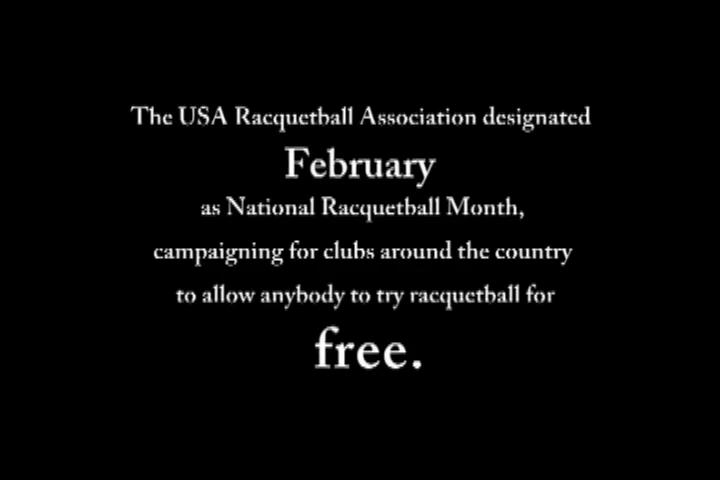 The USA Racquetball Association designated
February
as National Racquetball Month,
campaigning for clubs around the country
to allow anybody to try racquetball for
free.